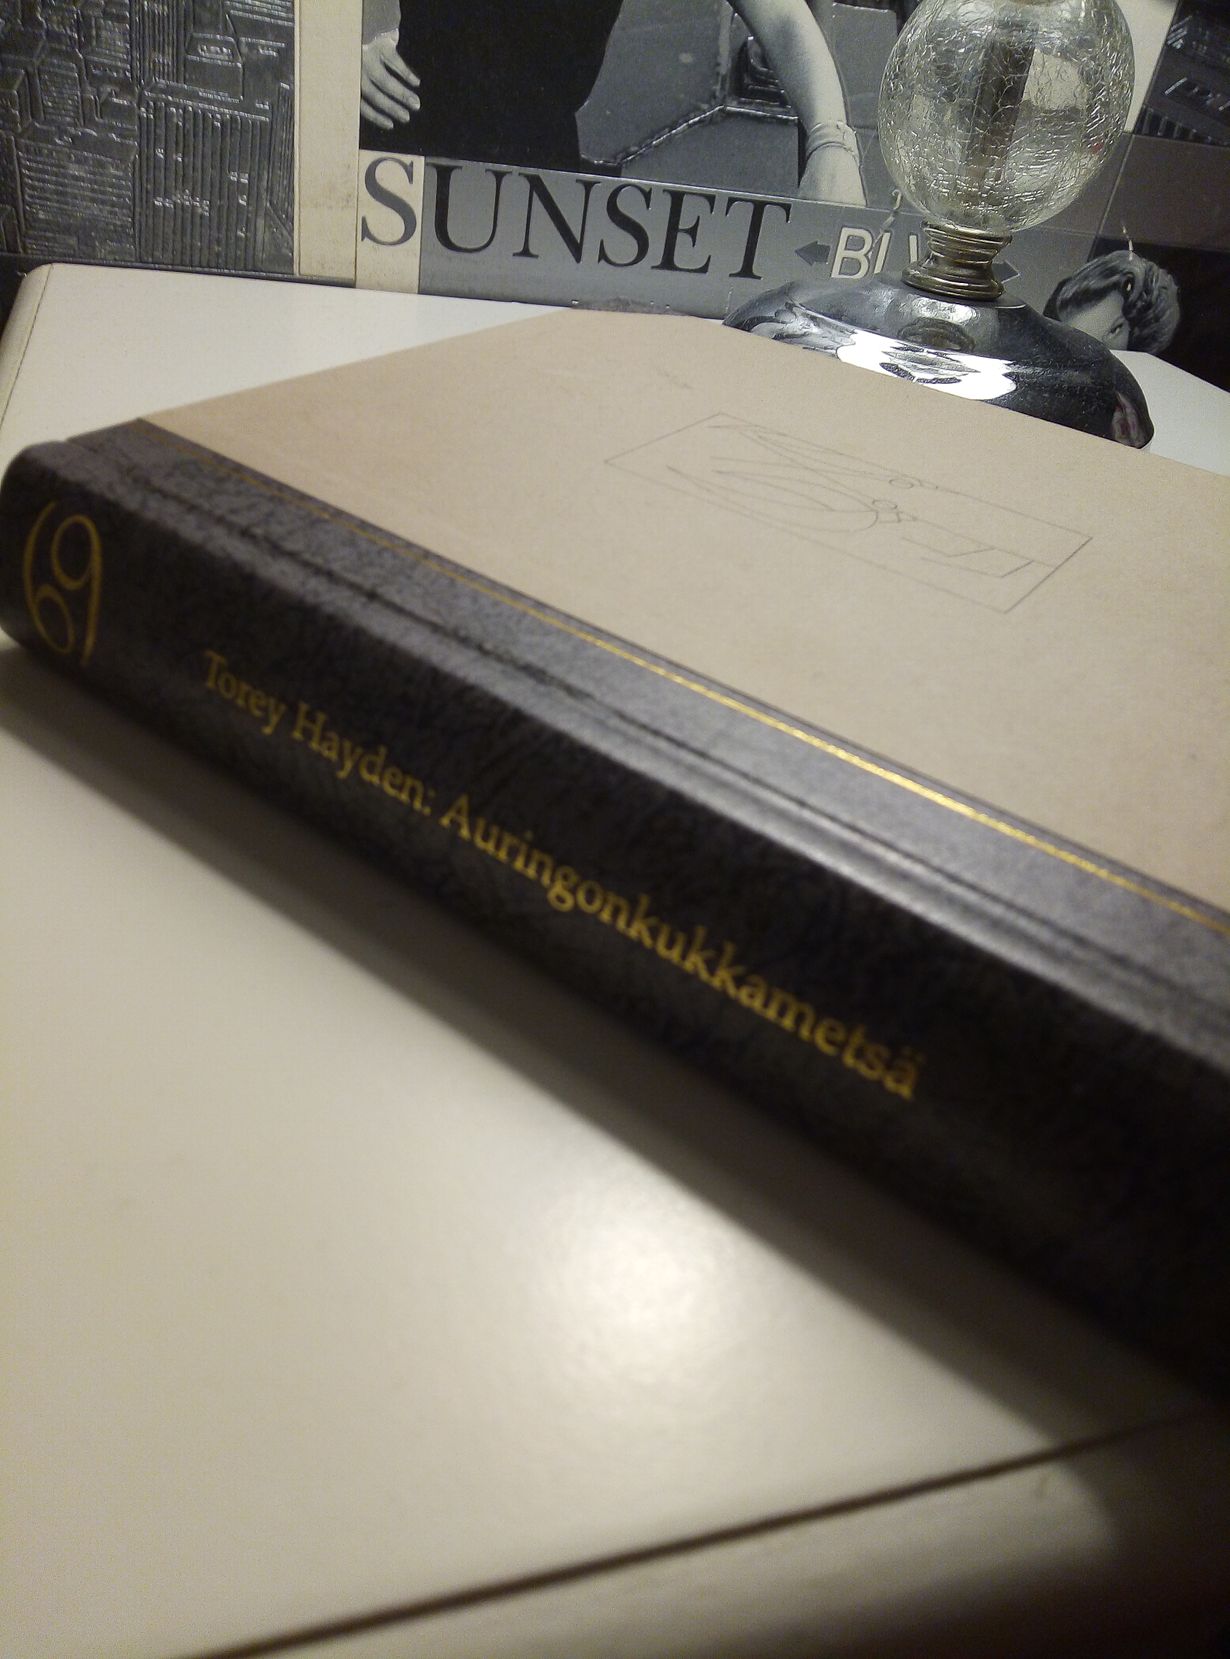 SUNSET
69
Torey Hayden: Auringonkukkametsä